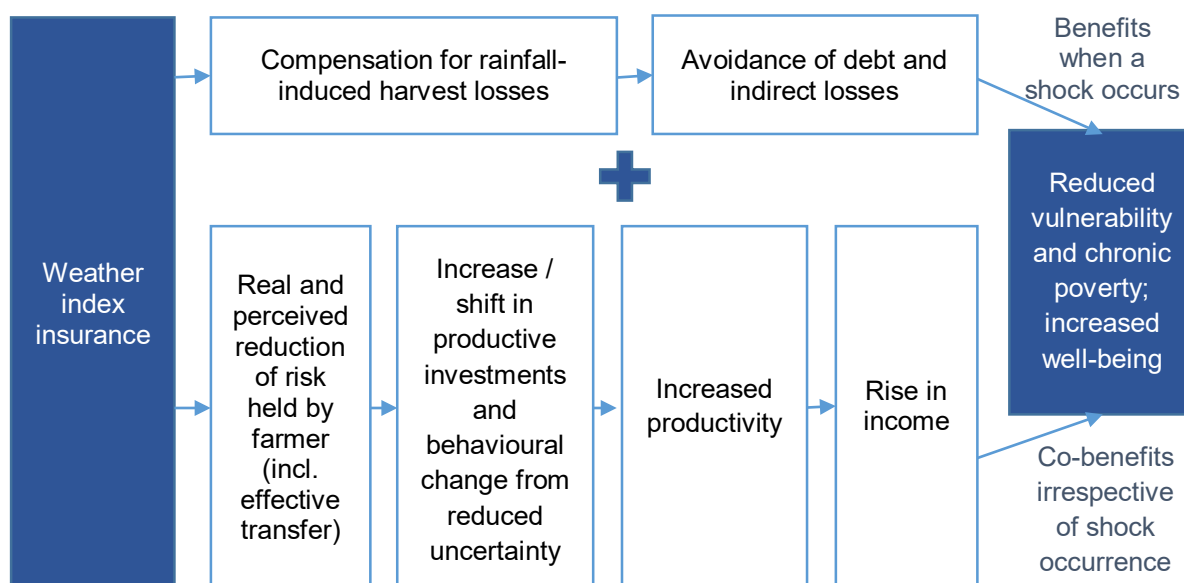 Weather
index
insurance
Compensation for rainfall-
induced harvest losses
Avoidance of debt and
indirect losses
Benefits
when a
shock occurs
Real and
perceived
reduction
of risk
held by
farmer
(incl.
effective
transfer)
Increase /
shift in
productive
investments
and
behavioural
change from
reduced
uncertainty
Increased
productivity
Rise in
income
Reduced
vulnerability
and chronic
poverty;
increased
well-being
Co-benefits
irrespective
of shock
occurrence